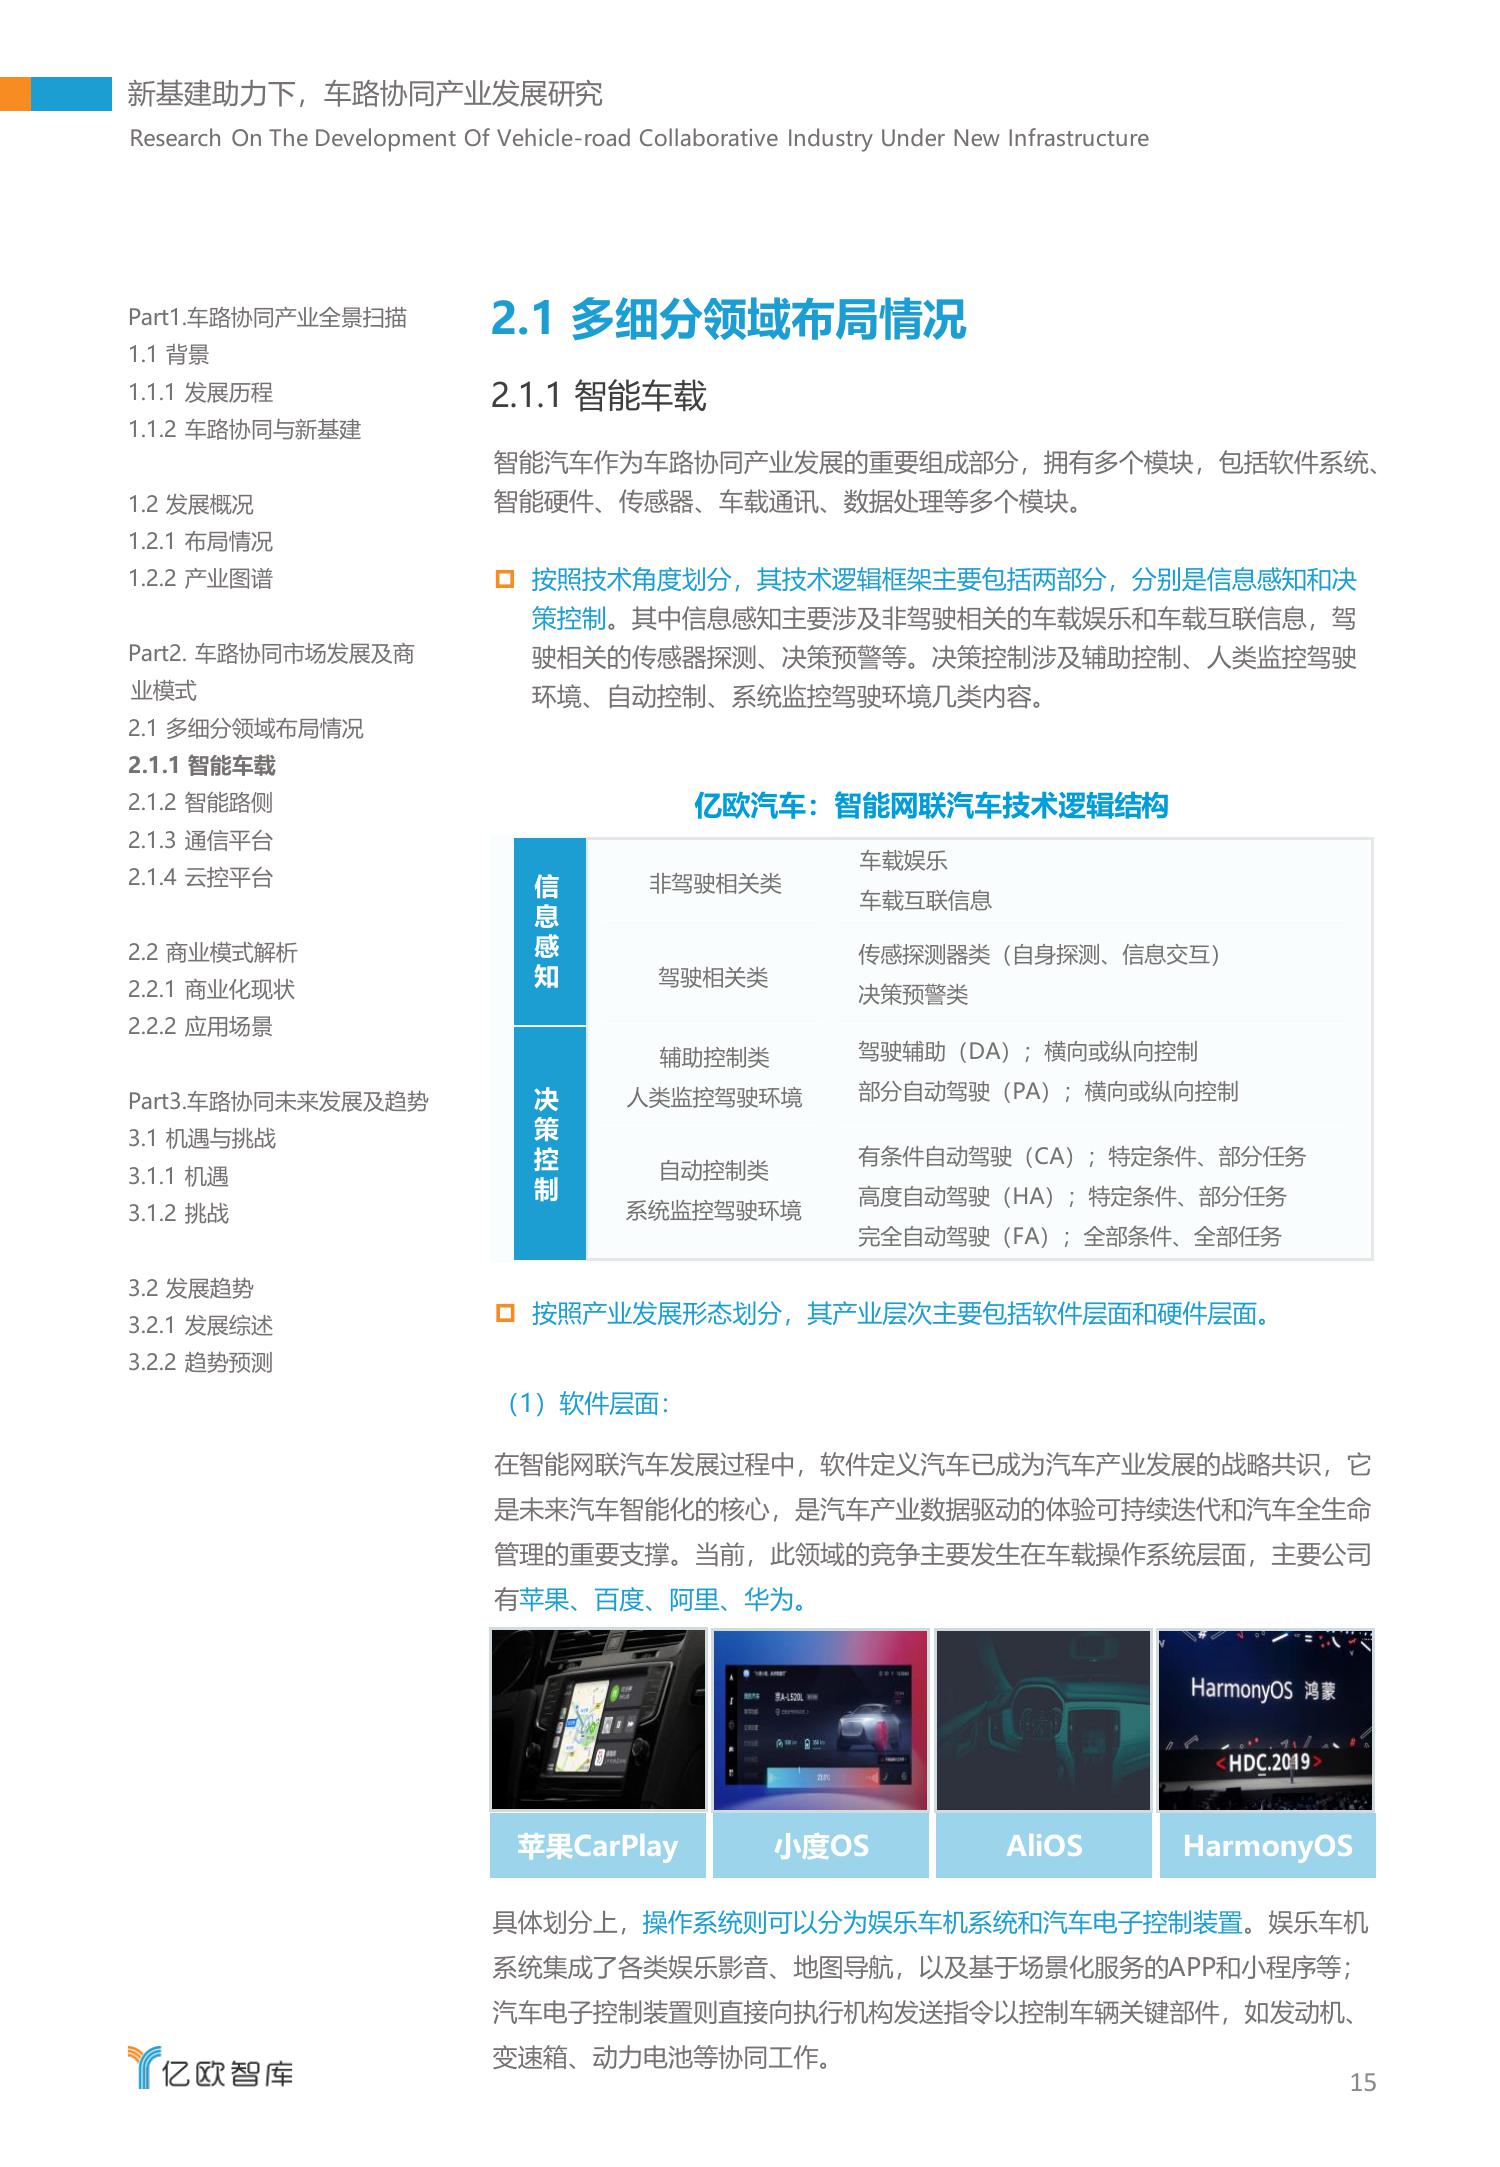 新基建助力下，车路协同产业发展研究
Research On The Development Of Vehicle-road Collaborative Industry Under New Infrastructure
Part1.车路协同产业全景扫描
1.1 背景
1.1.1 发展历程
1.1.2 车路协同与新基建
1.2 发展概况
1.2.1 布局情况
1.2.2 产业图谱
Part2. 车路协同市场发展及商
业模式
2.1 多细分领域布局情况
2.1.1 智能车载
2.1.2 智能路侧
2.1.3 通信平台
2.1.4 云控平台
2.2 商业模式解析
2.2.1 商业化现状
2.2.2 应用场景
Part3.车路协同未来发展及趋势
3.1 机遇与挑战
3.1.1 机遇
3.1.2 挑战
3.2 发展趋势
3.2.1 发展综述
3.2.2 趋势预测
2.1 多细分领域布局情况
2.1.1 智能车载
智能汽车作为车路协同产业发展的重要组成部分，拥有多个模块，包括软件系统、
智能硬件、传感器、车载通讯、数据处理等多个模块。
按照技术角度划分，其技术逻辑框架主要包括两部分，分别是信息感知和决
策控制。其中信息感知主要涉及非驾驶相关的车载娱乐和车载互联信息，驾
驶相关的传感器探测、决策预警等。决策控制涉及辅助控制、人类监控驾驶
环境、自动控制、系统监控驾驶环境几类内容。
亿欧汽车：智能网联汽车技术逻辑结构
信息感知
非驾驶相关类
车载娱乐
车载互联信息
驾驶相关类
传感探测器类（自身探测、信息交互）
决策预警类
决策控制
辅助控制类
人类监控驾驶环境
驾驶辅助（DA）；横向或纵向控制
部分自动驾驶（PA）；横向或纵向控制
自动控制类
系统监控驾驶环境
有条件自动驾驶（CA）；特定条件、部分任务
高度自动驾驶（HA）；特定条件、部分任务
完全自动驾驶（FA）；全部条件、全部任务
按照产业发展形态划分，其产业层次主要包括软件层面和硬件层面。
（1）软件层面：
在智能网联汽车发展过程中，软件定义汽车已成为汽车产业发展的战略共识，它
是未来汽车智能化的核心，是汽车产业数据驱动的体验可持续迭代和汽车全生命
管理的重要支撑。当前，此领域的竞争主要发生在车载操作系统层面，主要公司
有苹果、百度、阿里、华为。
京A-L520L
HarmonyOS 鸿蒙
<HDC.2019>
苹果CarPlay
小度OS
AliOS
HarmonyOS
具体划分上，操作系统则可以分为娱乐车机系统和汽车电子控制装置。娱乐车机
系统集成了各类娱乐影音、地图导航，以及基于场景化服务的APP和小程序等；
汽车电子控制装置则直接向执行机构发送指令以控制车辆关键部件，如发动机、
变速箱、动力电池等协同工作。
亿欧智库
15